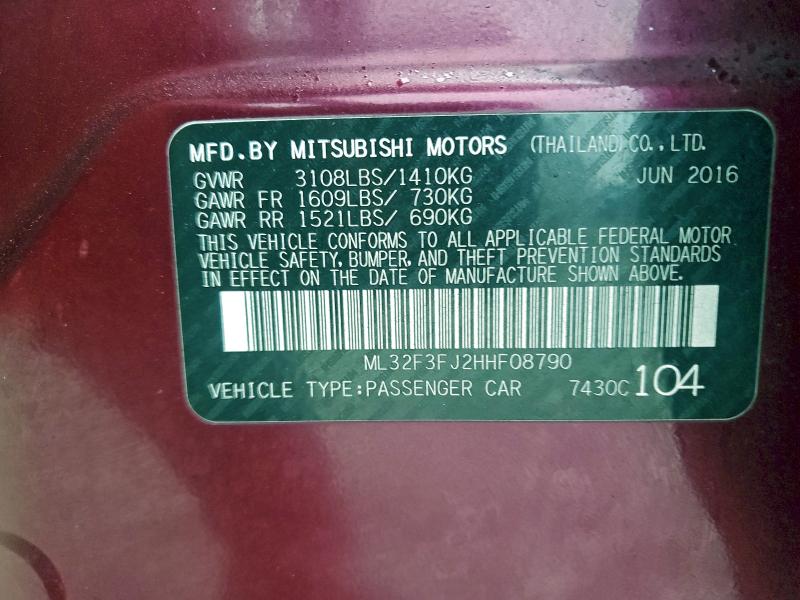 MFD.BY MITSUBISHI MOTORS (THAILAND) CO., LTD.
GVWR 3108LBS/1410KG JUN 2016
GAWR FR 1609LBS/ 730KG
GAWR RR 1521LBS/ 690KG
THIS VEHICLE CONFORMS TO ALL APPLICABLE FEDERAL MOTOR
VEHICLE SAFETY, BUMPER, AND THEFT PREVENTION STANDARDS
IN EFFECT ON THE DATE OF MANUFACTURE SHOWN ABOVE.
ML32F3FJ2HHF08790
VEHICLE TYPE:PASSENGER CAR 7430C 104